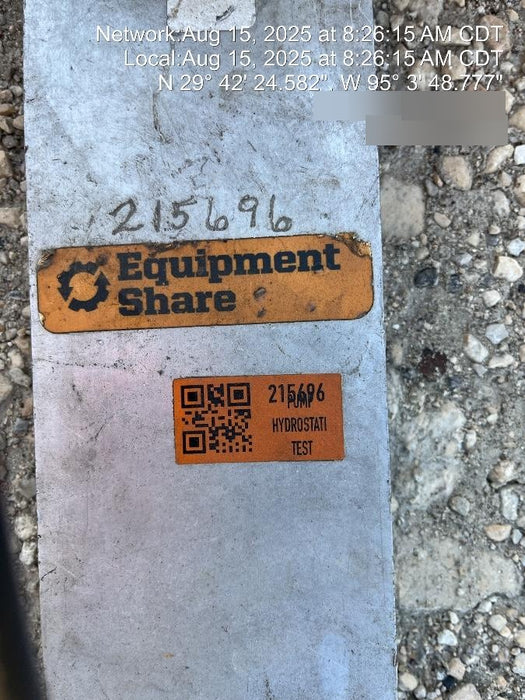 Network:Aug 15, 2025 at 8:26:15 AM CDT
Local:Aug 15, 2025 at 8:26:15 AM CDT
N 29° 42' 24.582", W 95° 3' 48.777"
215696
Equipment
Share
215696
PUMP
HYDROSTATI
TEST